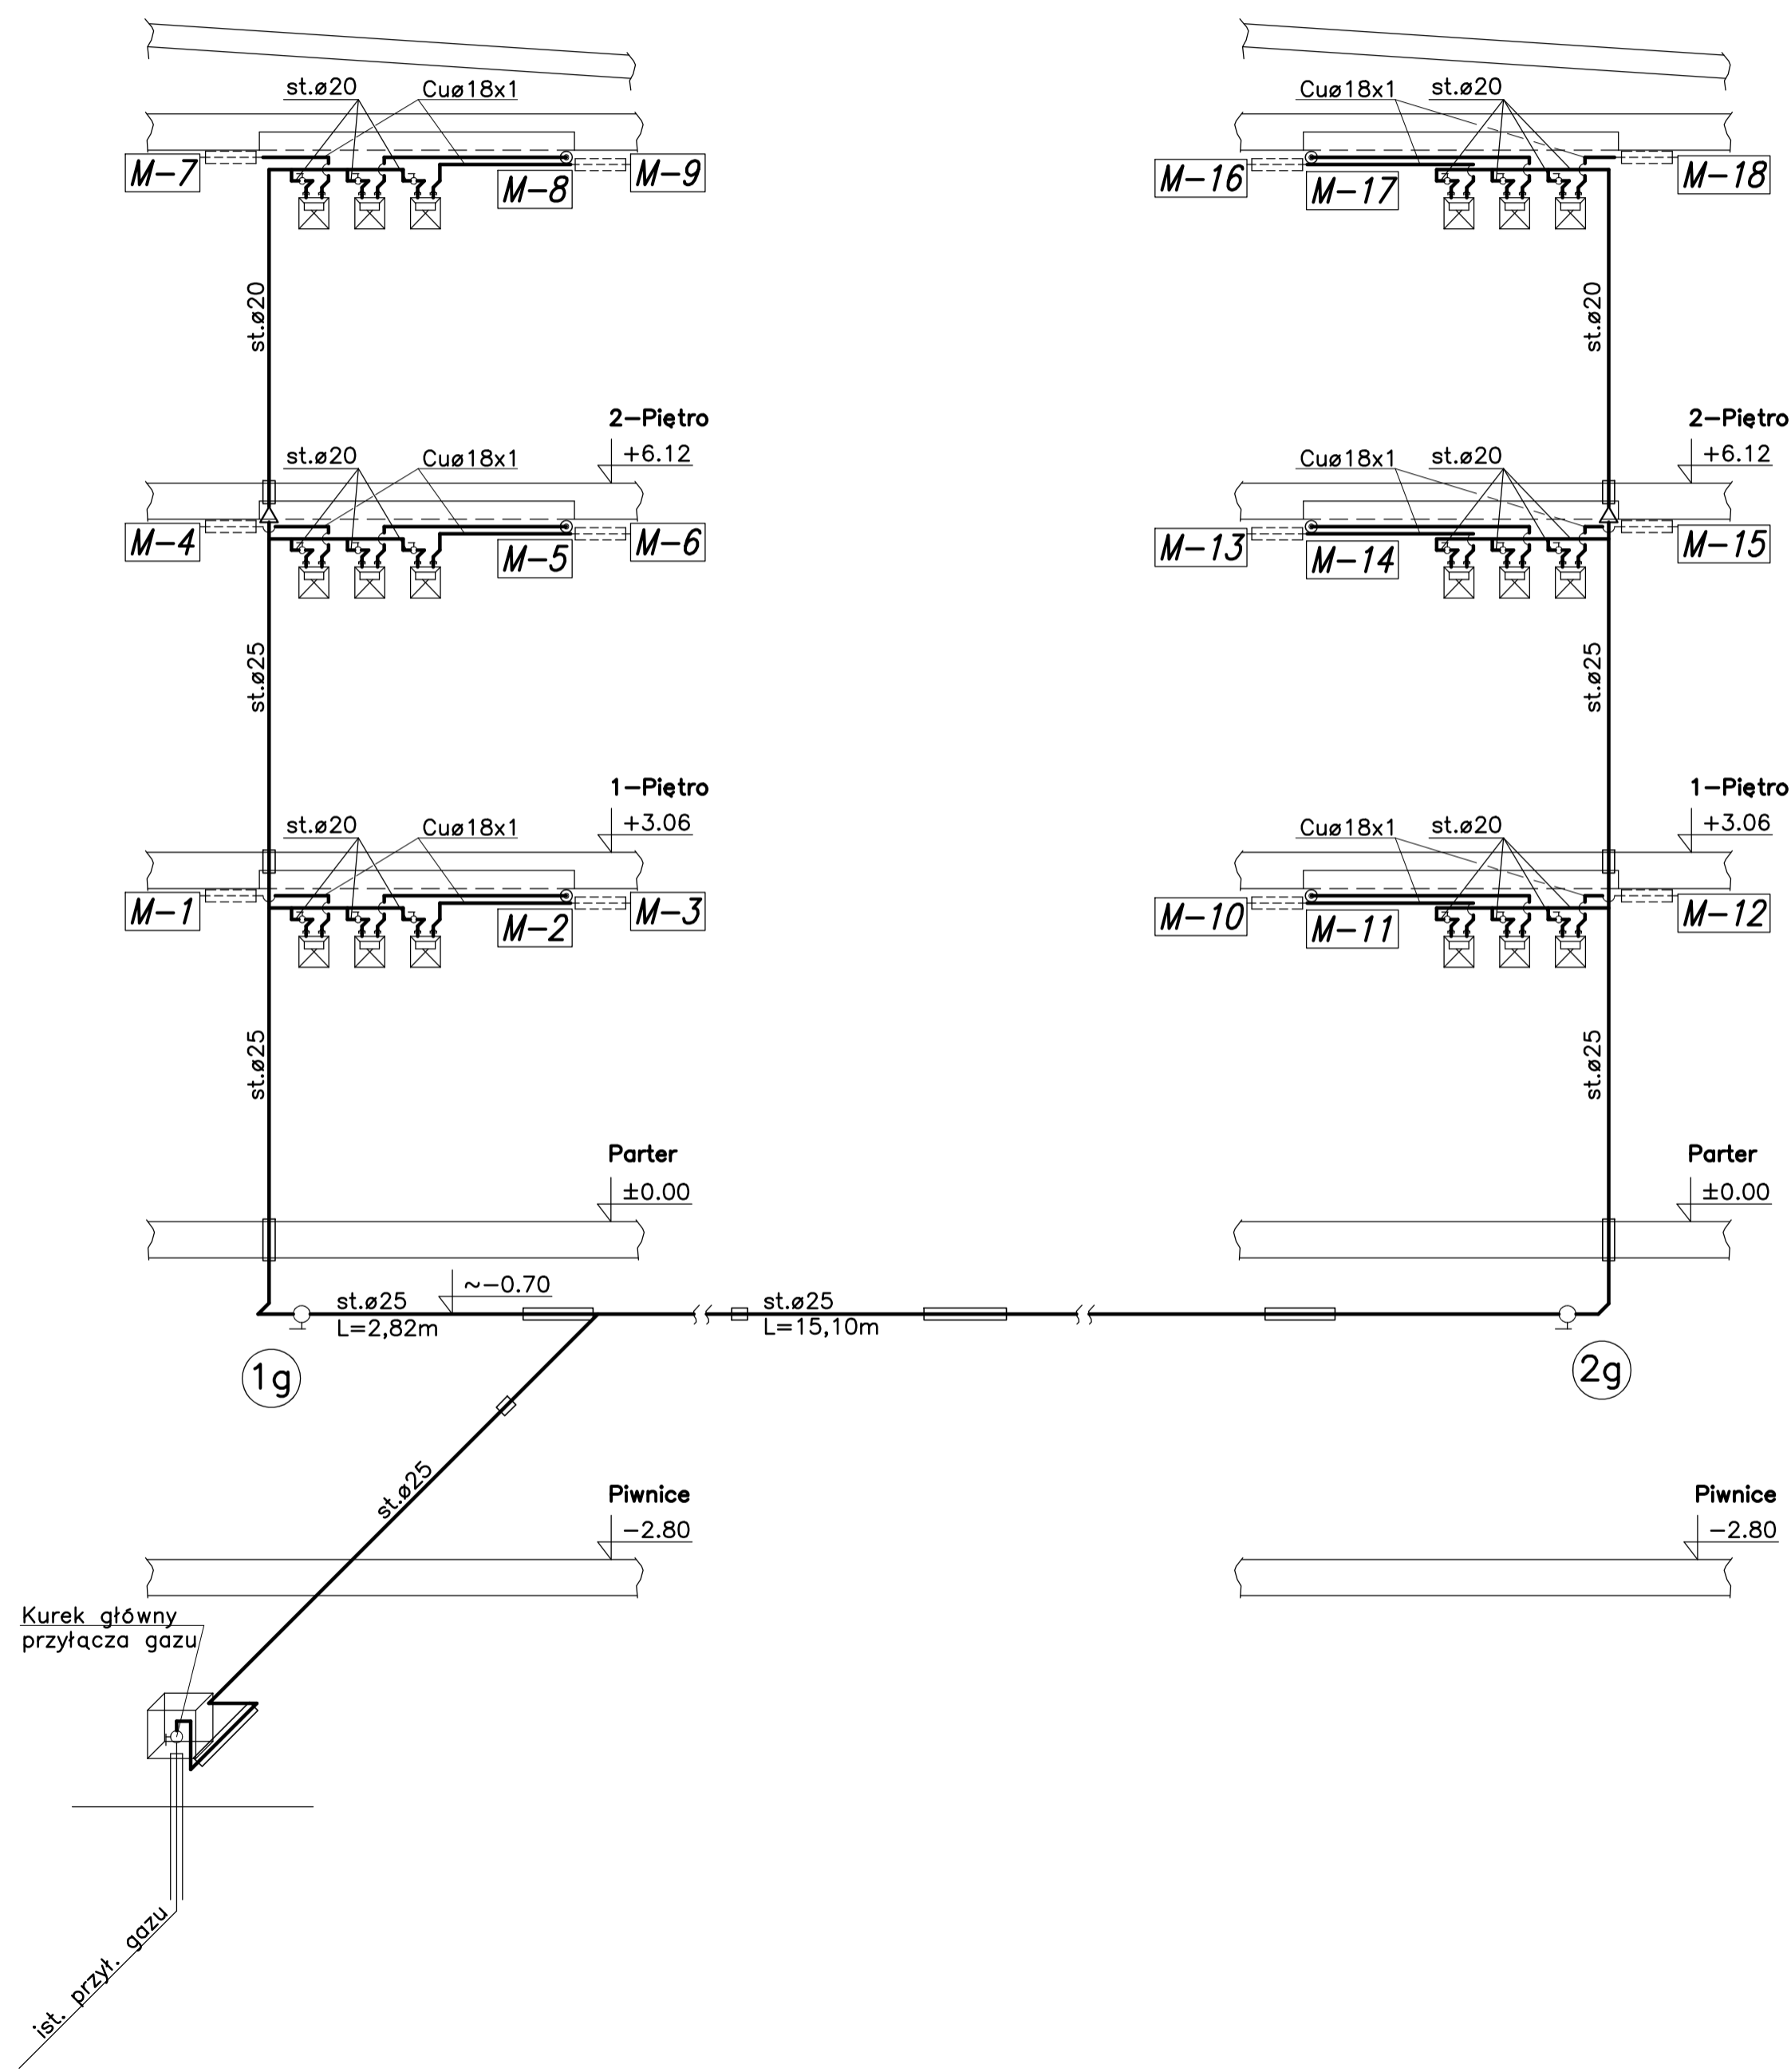 st.ø20
Cuø18x1
Cuø18x1
st.ø20
M-7
M-8
M-9
M-16
M-17
M-18
st.ø20
st.ø20
2-Piętro
+6.12
2-Piętro
+6.12
st.ø20
Cuø18x1
Cuø18x1
st.ø20
M-4
M-5
M-6
M-13
M-14
M-15
st.ø25
st.ø25
1-Piętro
+3.06
1-Piętro
+3.06
st.ø20
Cuø18x1
Cuø18x1
st.ø20
M-1
M-2
M-3
M-10
M-11
M-12
st.ø25
st.ø25
Parter
±0.00
Parter
±0.00
~-0.70
st.ø25
L=2,82m
st.ø25
L=15,10m
1g
2g
st.ø25
Piwnice
-2.80
Piwnice
-2.80
Kurek główny
przyłącza gazu
ist. przył. gazu